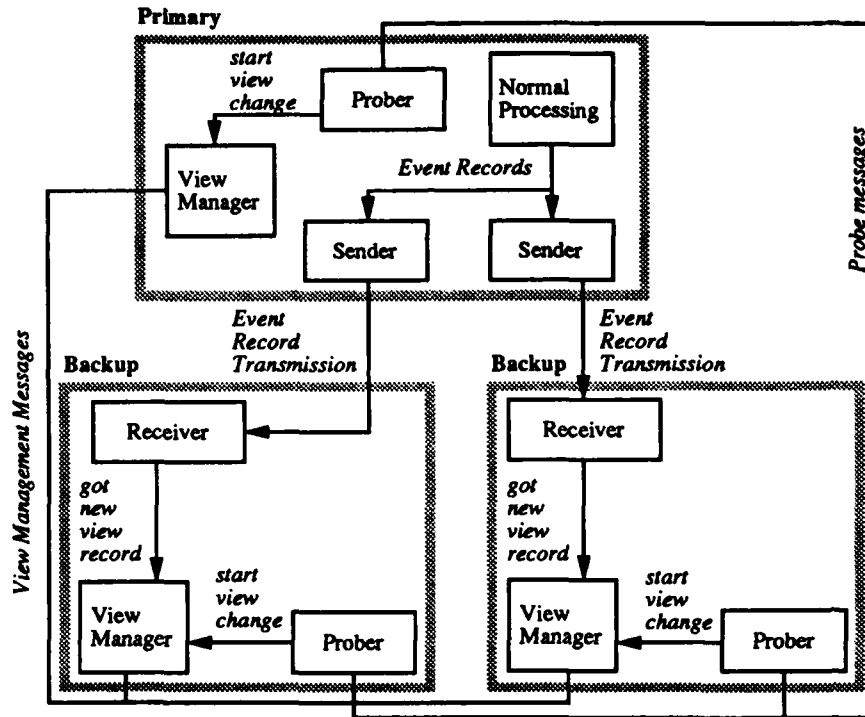 Primary
start
view
change
Prober
Normal
Processing
View
Manager
Event Records
Sender
Sender
Probe messages
View Management Messages
Event
Record
Transmission
Event
Record
Transmission
Backup
Backup
Receiver
Receiver
got
new
view
record
got
new
view
record
View
Manager
start
view
change
Prober
View
Manager
start
view
change
Prober